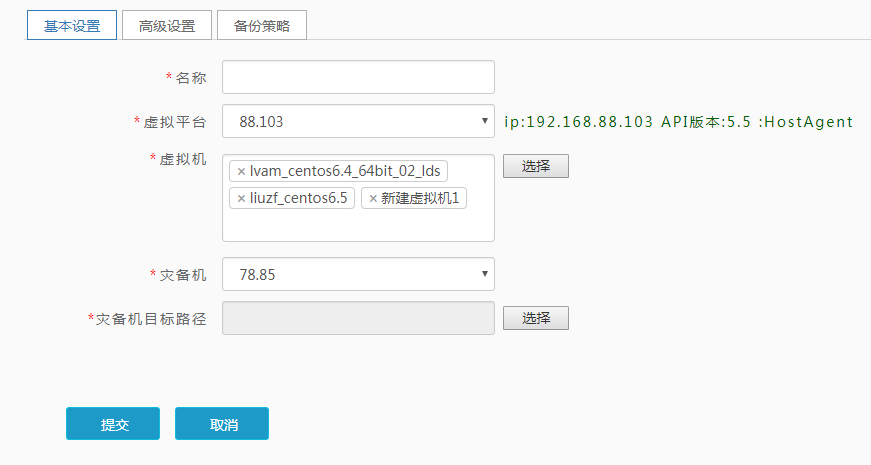 基本设置 高级设置 备份策略
*名称
*虚拟平台 88.103 ip:192.168.88.103 API版本:5.5 :HostAgent
*虚拟机 ×lvam_centos6.4_64bit_02_lds 选择
×liuzf_centos6.5 ×新建虚拟机1
*灾备机 78.85
*灾备机目标路径 选择
提交 取消